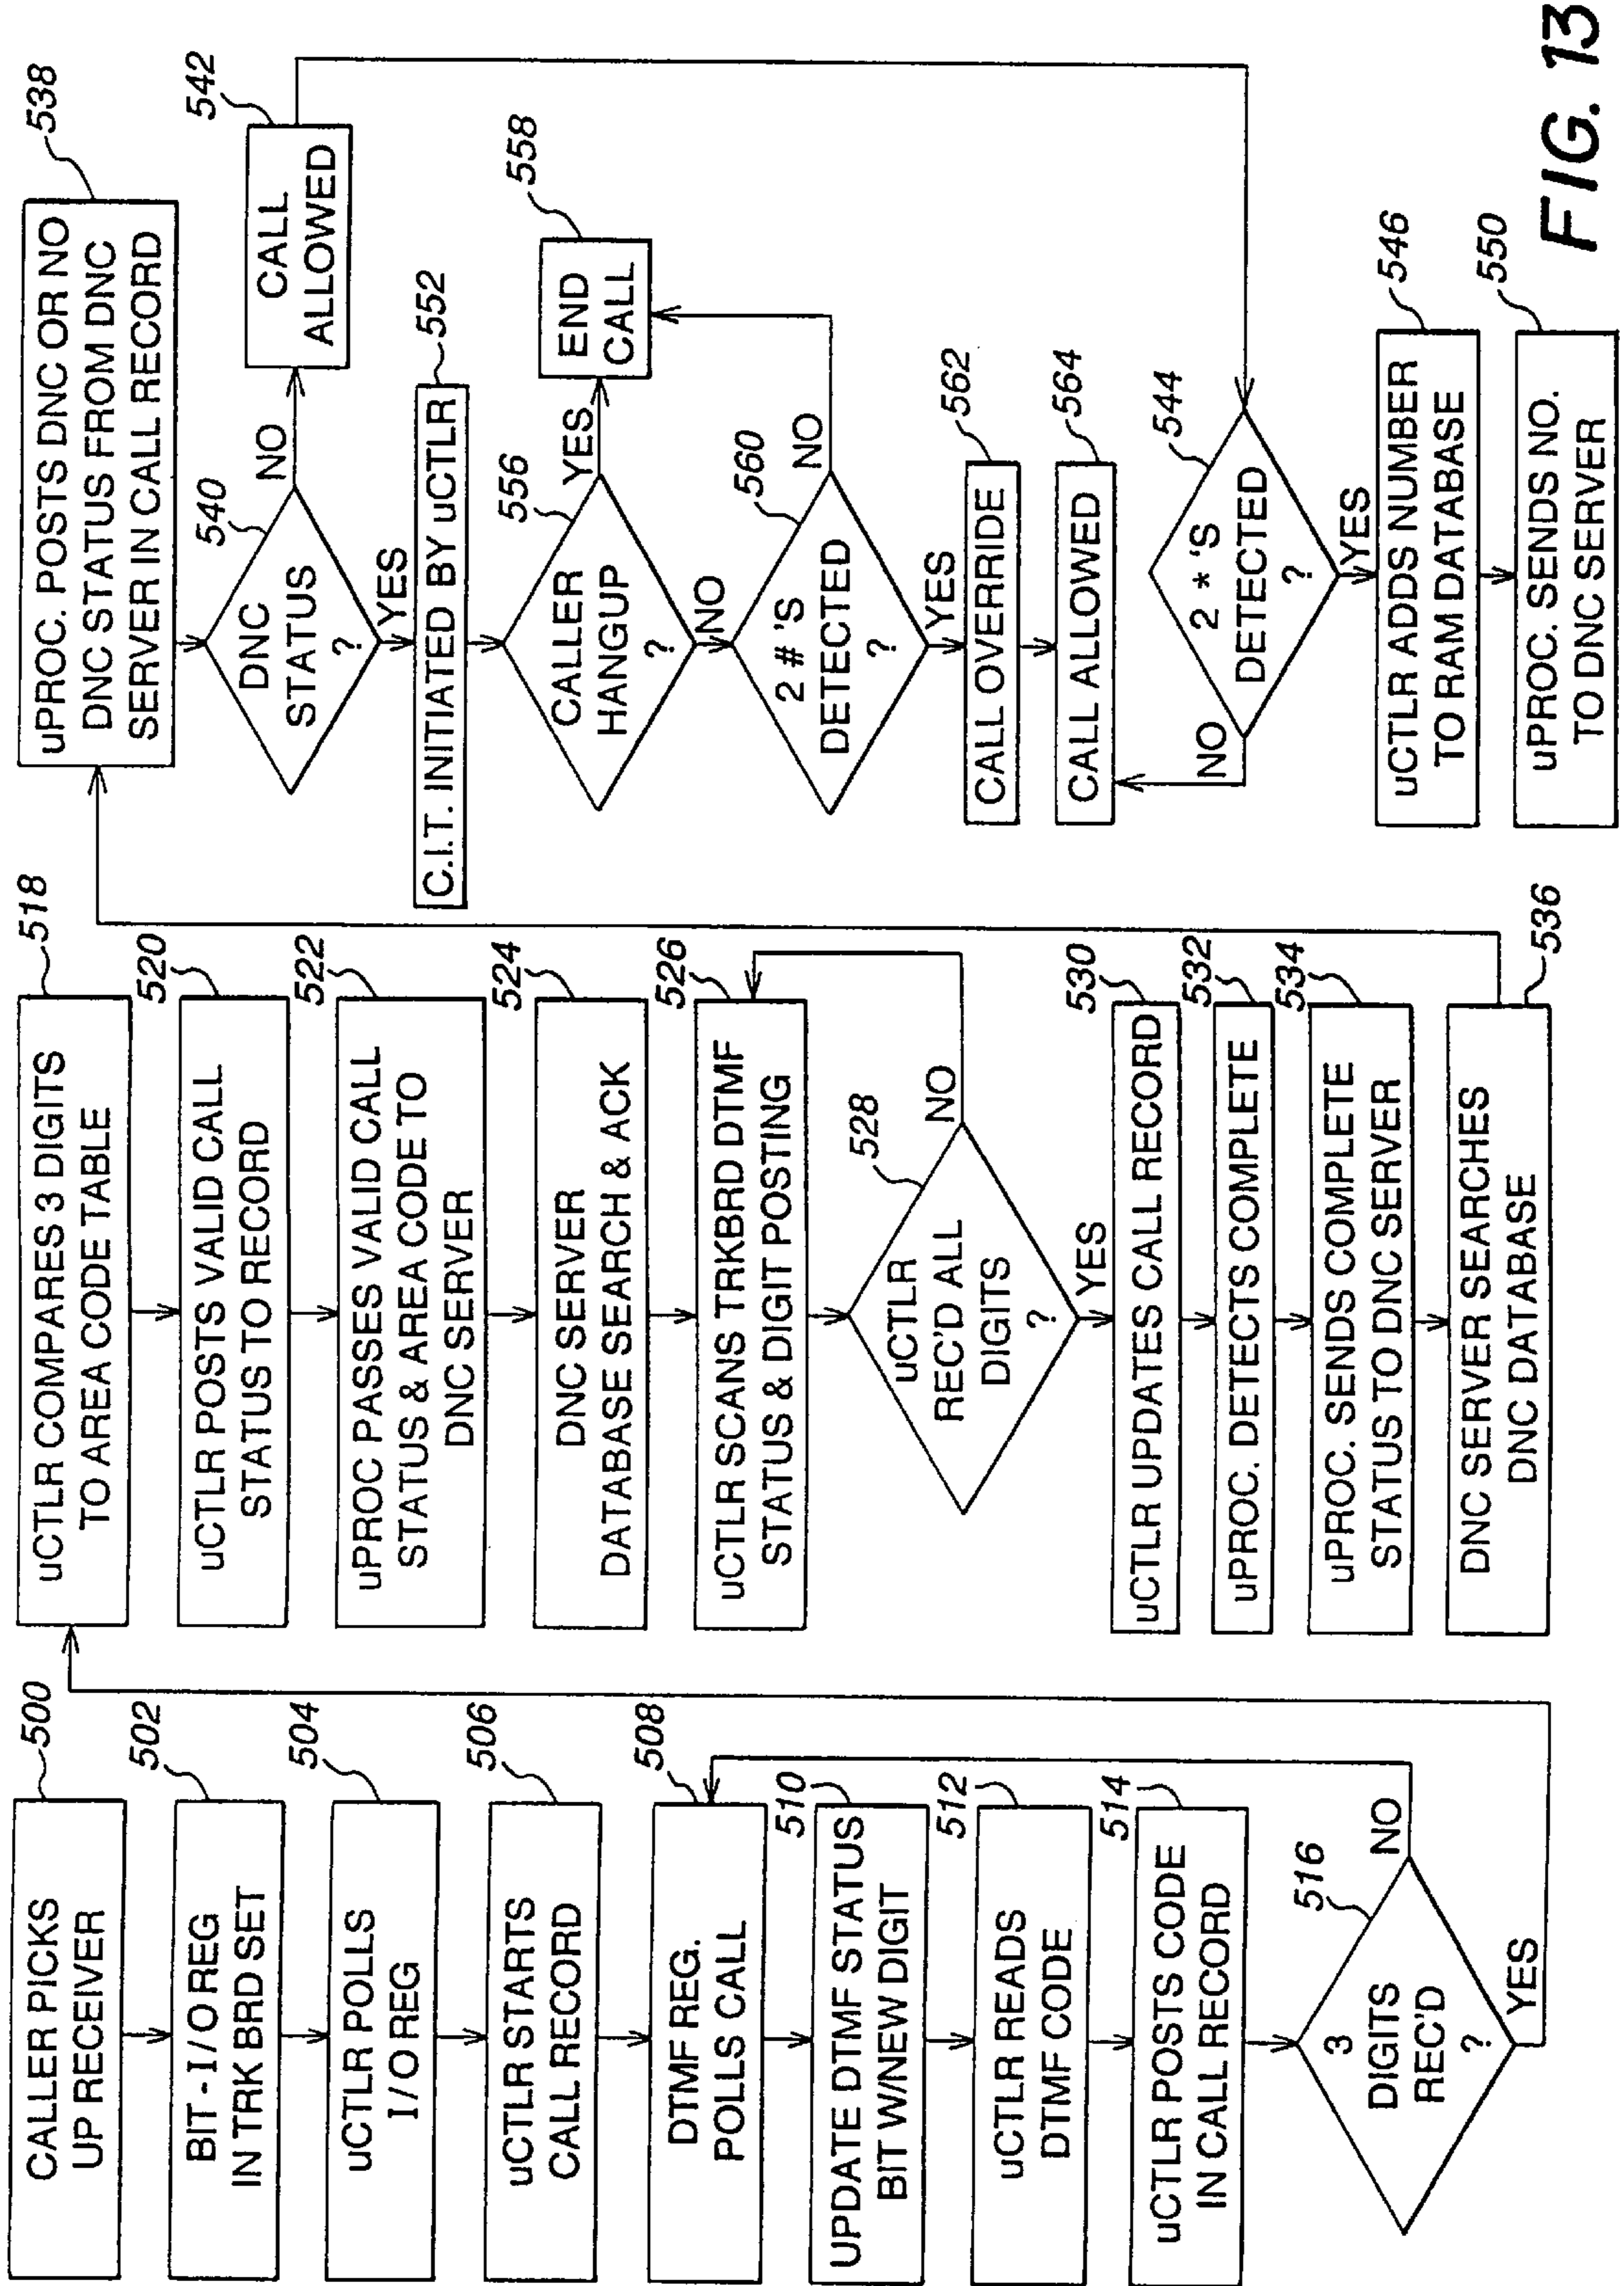 CALLER PICKS
UP RECEIVER
500
BIT - I / O REG
IN TRK BRD SET
502
uCTLR POLLS
I / O REG
504
uCTLR STARTS
CALL RECORD
506
DTMF REG.
POLLS CALL
508
UPDATE DTMF STATUS
BIT W/NEW DIGIT
510
uCTLR READS
DTMF CODE
512
uCTLR POSTS CODE
IN CALL RECORD
514
3
DIGITS
REC'D
?
516
NO
YES
uCTLR COMPARES 3 DIGITS
TO AREA CODE TABLE
518
uCTLR POSTS VALID CALL
STATUS TO RECORD
520
uPROC PASSES VALID CALL
STATUS & AREA CODE TO
DNC SERVER
522
DNC SERVER
DATABASE SEARCH & ACK
524
uCTLR SCANS TRKBRD DTMF
STATUS & DIGIT POSTING
526
uCTLR
REC'D ALL
DIGITS
?
528
NO
YES
uCTLR UPDATES CALL RECORD
530
uPROC. DETECTS COMPLETE
532
uPROC. SENDS COMPLETE
STATUS TO DNC SERVER
534
DNC SERVER SEARCHES
DNC DATABASE
536
uPROC. POSTS DNC OR NO
DNC STATUS FROM DNC
SERVER IN CALL RECORD
538
DNC
STATUS
?
540
NO
YES
CALL
ALLOWED
542
C.I.T. INITIATED BY uCTLR
552
CALLER
HANGUP
?
556
YES
NO
END
CALL
558
2 # 'S
DETECTED
?
560
NO
YES
CALL OVERRIDE
562
CALL ALLOWED
564
2 * 'S
DETECTED
?
544
NO
YES
uCTLR ADDS NUMBER
TO RAM DATABASE
546
uPROC. SENDS NO.
TO DNC SERVER
550
FIG. 13